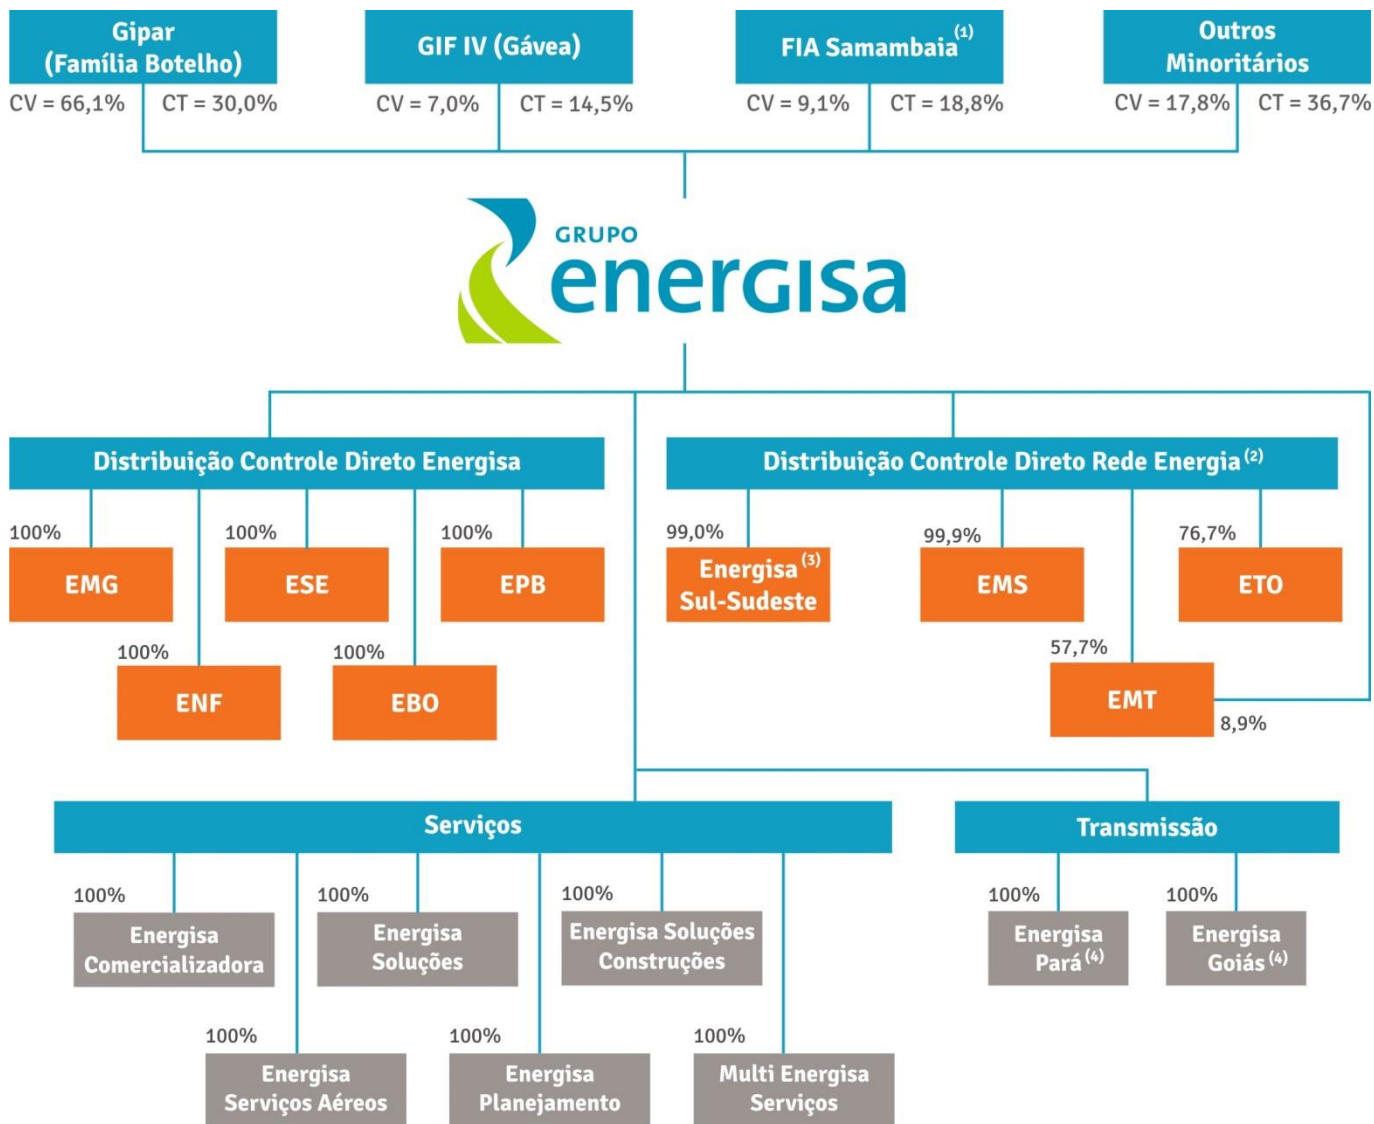 Gipar
(Família Botelho)
GIF IV (Gávea)
FIA Samambaia (1)
Outros
Minoritários
CV = 66,1% CT = 30,0%
CV = 7,0% CT = 14,5%
CV = 9,1% CT = 18,8%
CV = 17,8% CT = 36,7%
GRUPO
energisa
Distribuição Controle Direto Energisa
Distribuição Controle Direto Rede Energia (2)
100%
EMG
100%
ESE
100%
EPB
100%
ENF
100%
EBO
99,0%
Energisa (3)
Sul-Sudeste
99,9%
EMS
76,7%
ETO
57,7%
EMT
8,9%
Serviços
Transmissão
100%
Energisa
Comercializadora
100%
Energisa
Soluções
100%
Energisa Soluções
Construções
100%
Energisa
Pará (4)
100%
Energisa
Goiás (4)
100%
Energisa
Serviços Aéreos
100%
Energisa
Planejamento
100%
Multi Energisa
Serviços